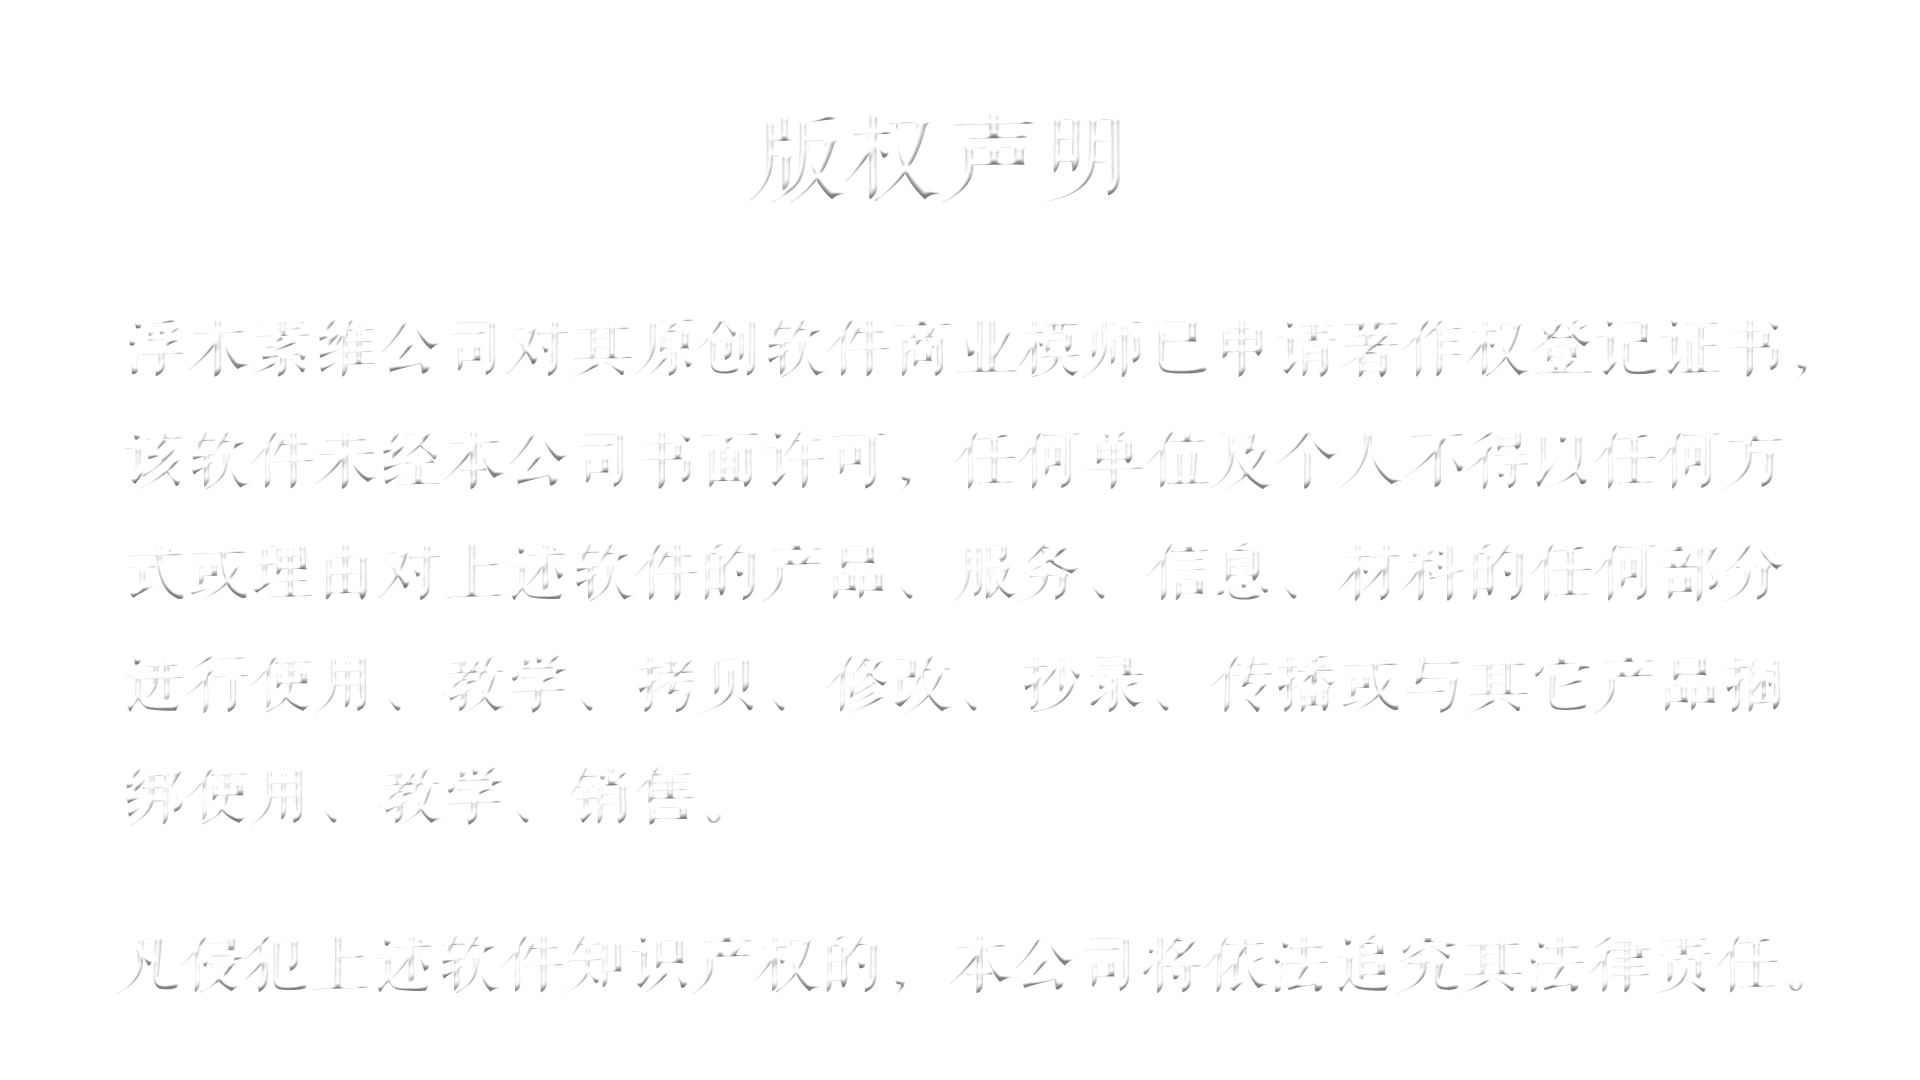 版权声明
浮木素维公司对其原创软件商业模师已申请著作权登记证书，
该软件未经本公司书面许可，任何单位及个人不得以任何方
式或理由对上述软件的产品、服务、信息、材料的任何部分
进行使用、教学、拷贝、修改、抄录、传播或与其它产品捆
绑使用、教学、销售。
凡侵犯上述软件知识产权的，本公司将依法追究其法律责任。